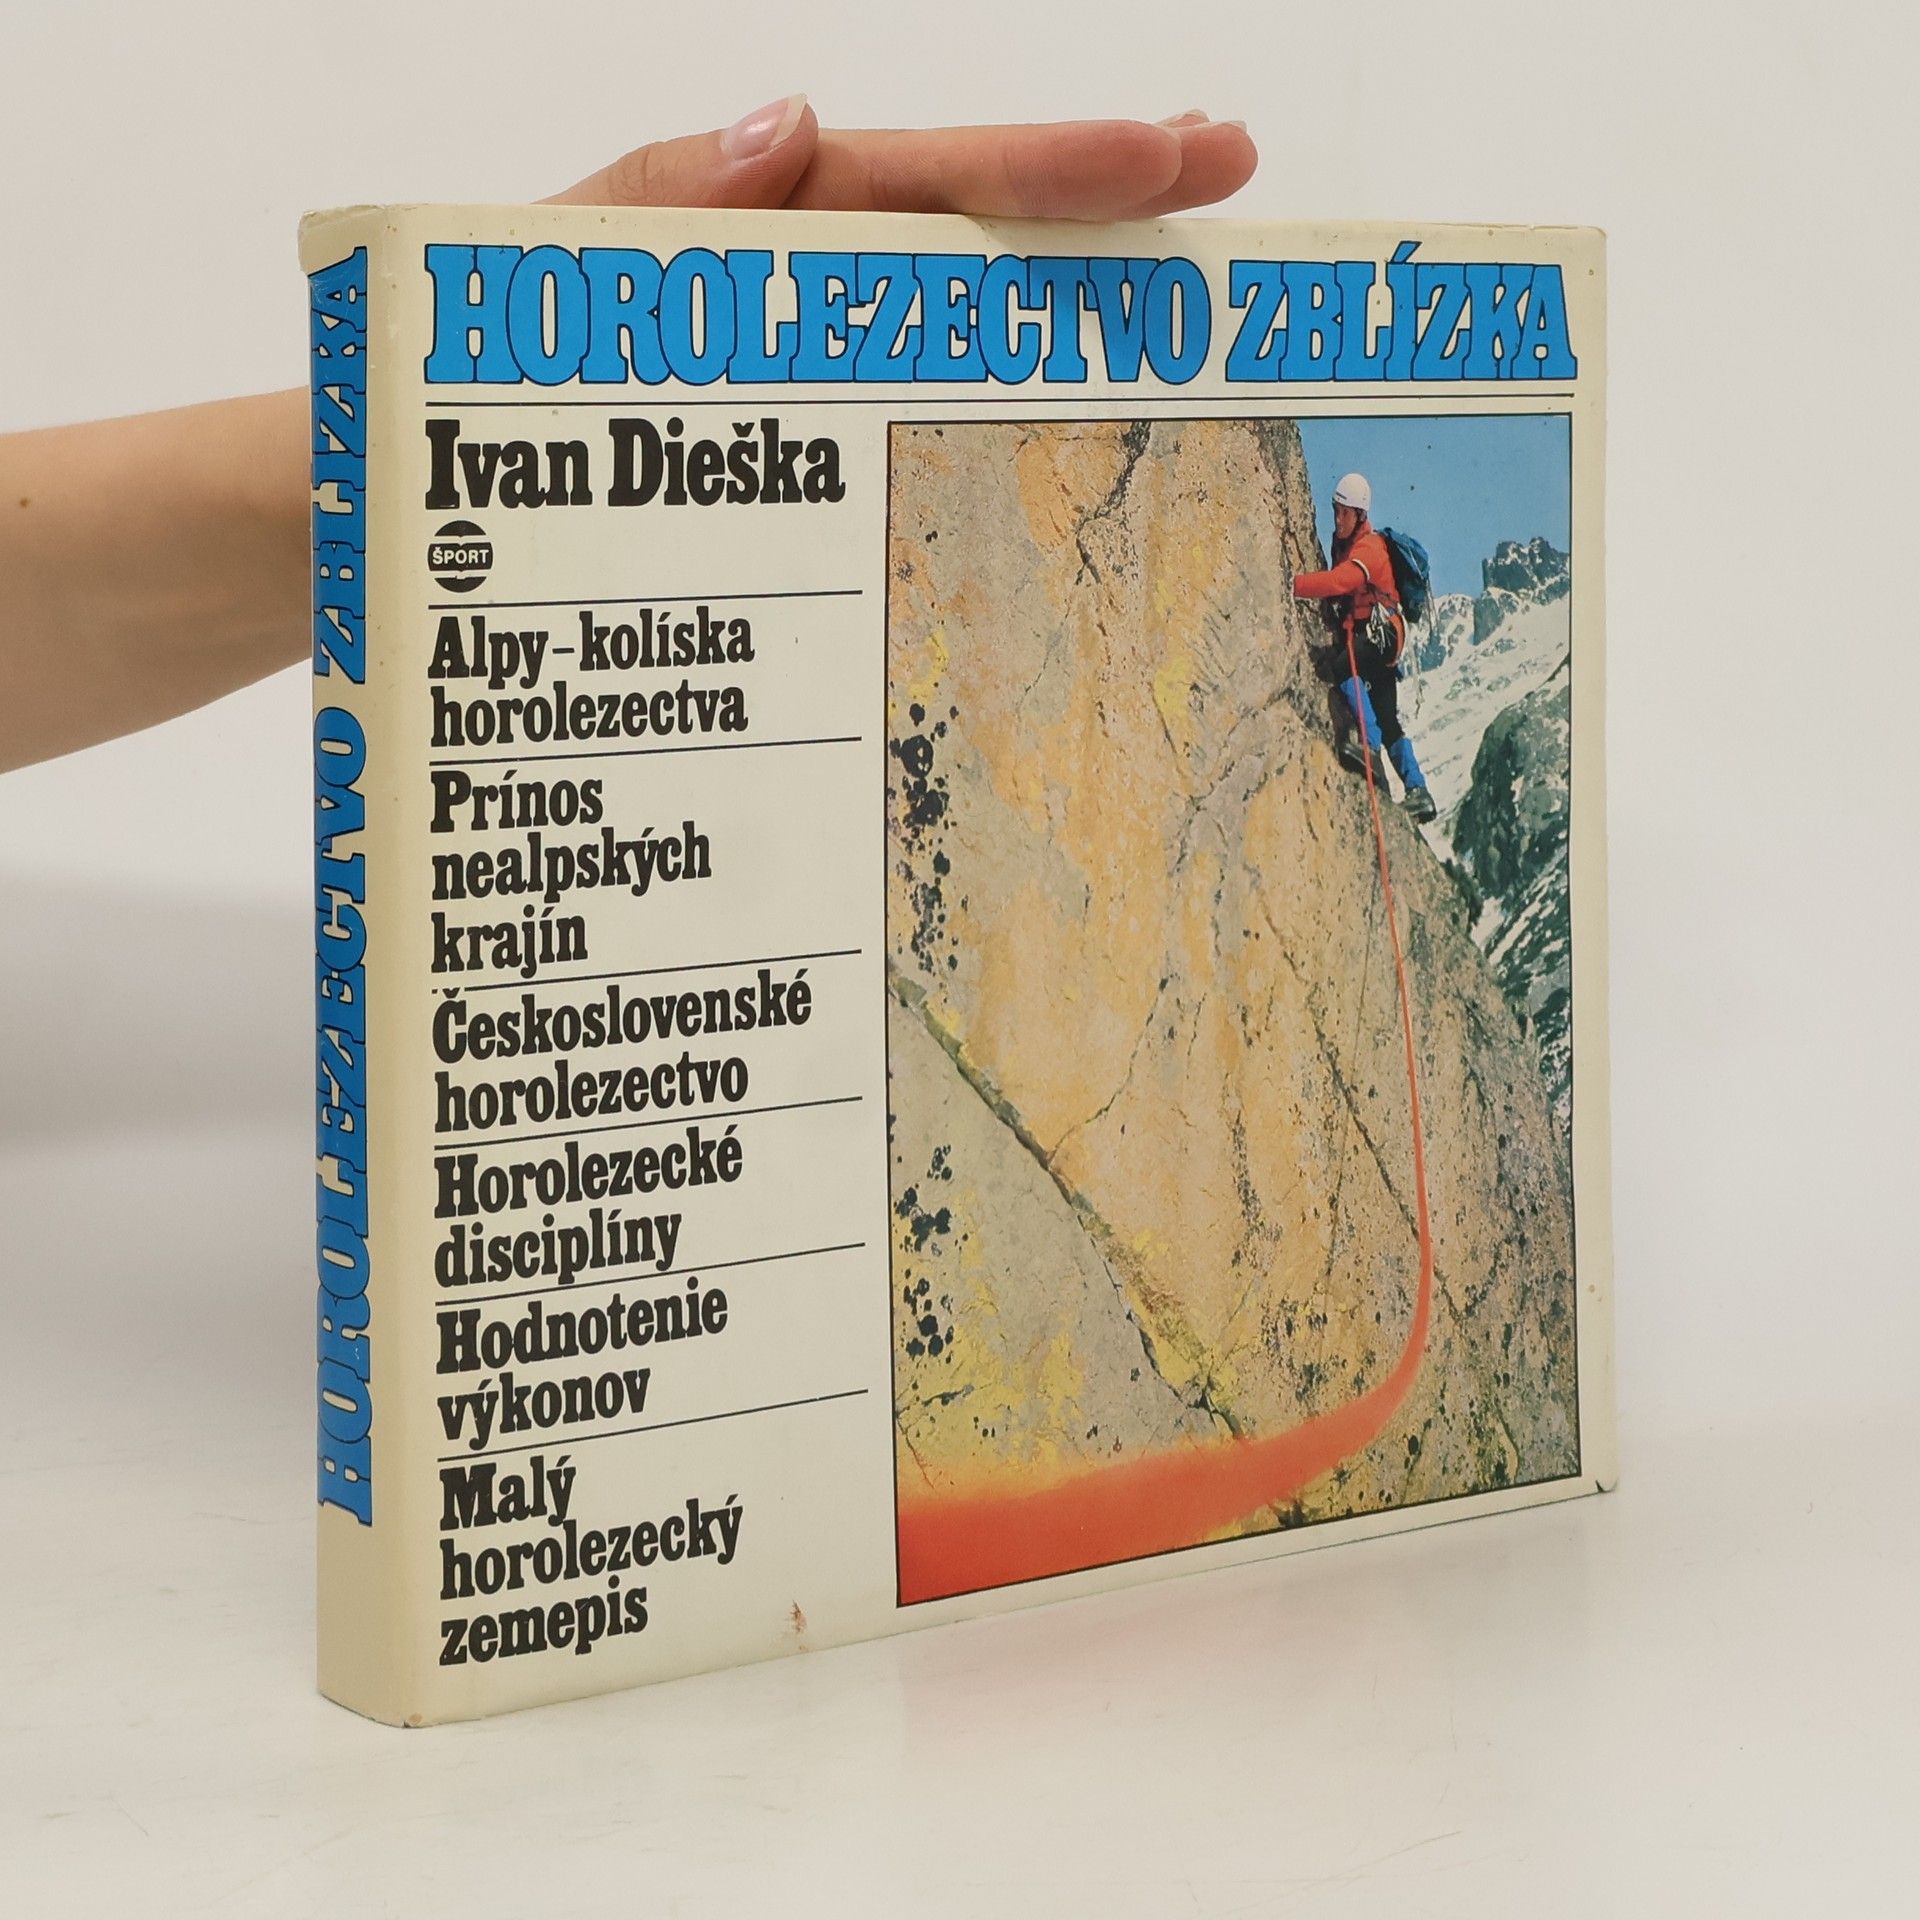 HOROLEZECTVO ZBLÍZKA
HOROLEZECTVO ZBLÍZKA
Ivan Dieška
ŠPORT
Alpy-kolíska
horolezectva
Prínos
nealpských
krajín
Československé
horolezectvo
Horolezecké
disciplíny
Hodnotenie
výkonov
Malý
horolezecký
zemepis